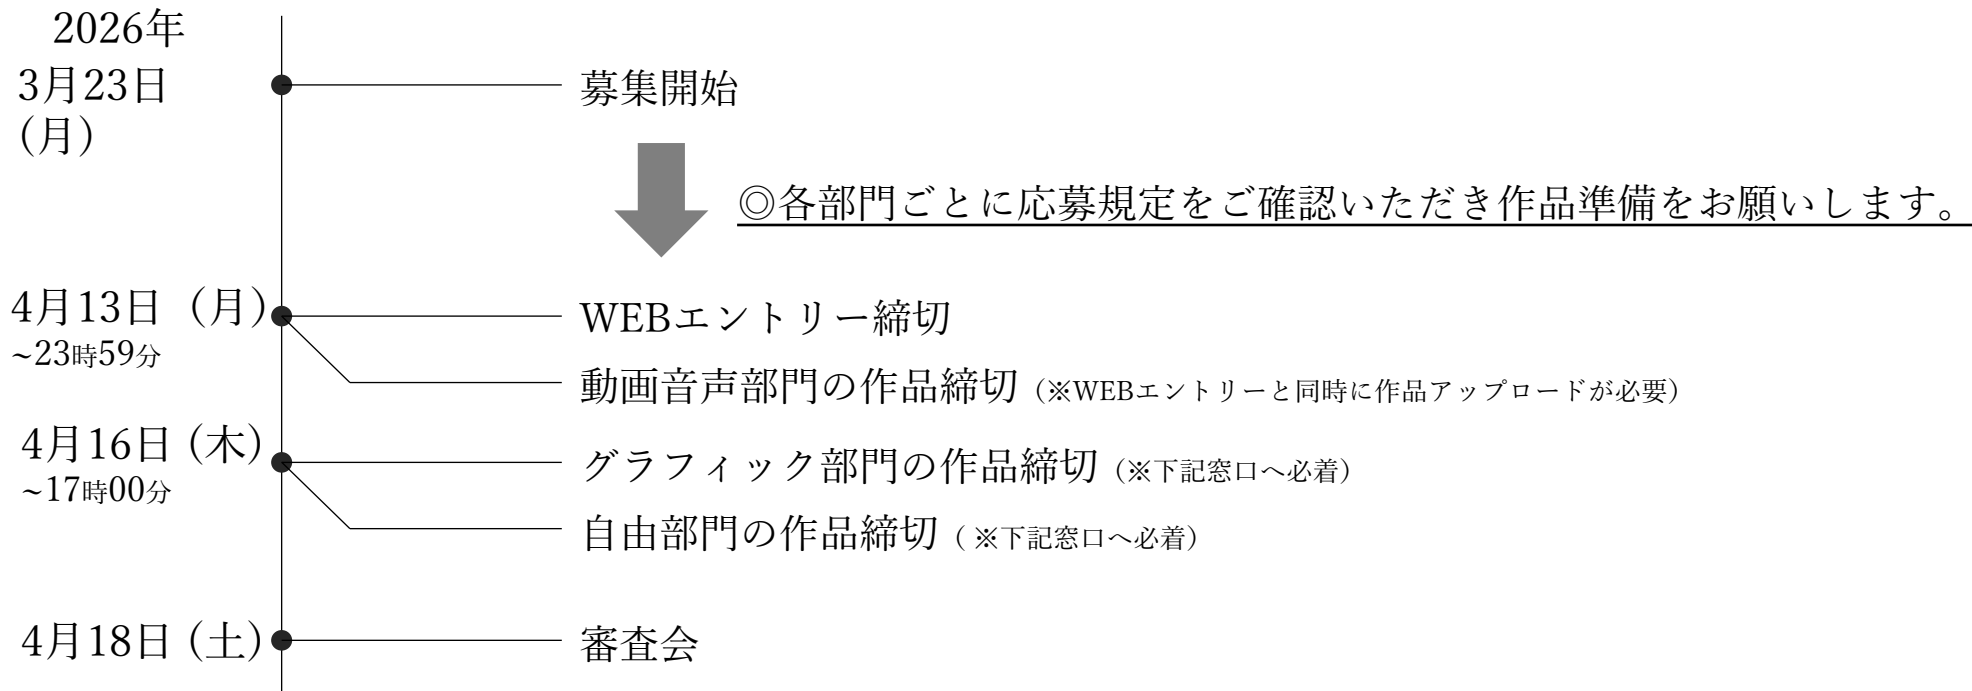 2026年
3月23日
(月)
募集開始
◎各部門ごとに応募規定をご確認いただき作品準備をお願いします。
4月13日（月）
~23時59分
WEBエントリー締切
動画音声部門の作品締切（※WEBエントリーと同時に作品アップロードが必要）
4月16日 (木)
~17時00分
グラフィック部門の作品締切（※下記窓口へ必着）
自由部門の作品締切（ ※下記窓口へ必着）
4月18日 (土)
審査会